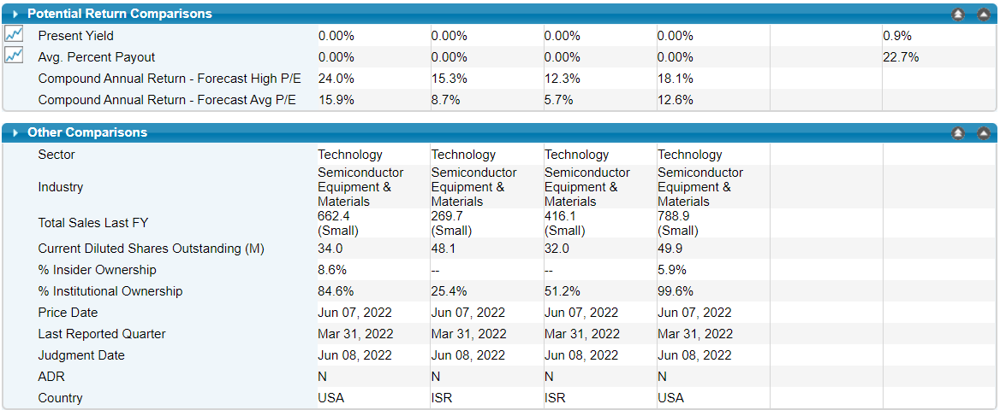 Potential Return Comparisons
Present Yield 0.00% 0.00% 0.00% 0.00% 0.9%
Avg. Percent Payout 0.00% 0.00% 0.00% 0.00% 22.7%
Compound Annual Return - Forecast High P/E 24.0% 15.3% 12.3% 18.1%
Compound Annual Return - Forecast Avg P/E 15.9% 8.7% 5.7% 12.6%
Other Comparisons
Sector Technology Technology Technology Technology
Semiconductor Semiconductor Semiconductor Semiconductor
Industry Equipment & Equipment & Equipment & Equipment &
Materials Materials Materials Materials
Total Sales Last FY 662.4 269.7 416.1 788.9
(Small) (Small) (Small) (Small)
Current Diluted Shares Outstanding (M) 34.0 48.1 32.0 49.9
% Insider Ownership 8.6% -- -- 5.9%
% Institutional Ownership 84.6% 25.4% 51.2% 99.6%
Price Date Jun 07, 2022 Jun 07, 2022 Jun 07, 2022 Jun 07, 2022
Last Reported Quarter Mar 31, 2022 Mar 31, 2022 Mar 31, 2022 Mar 31, 2022
Judgment Date Jun 08, 2022 Jun 08, 2022 Jun 08, 2022 Jun 08, 2022
ADR N N N N
Country USA ISR ISR USA